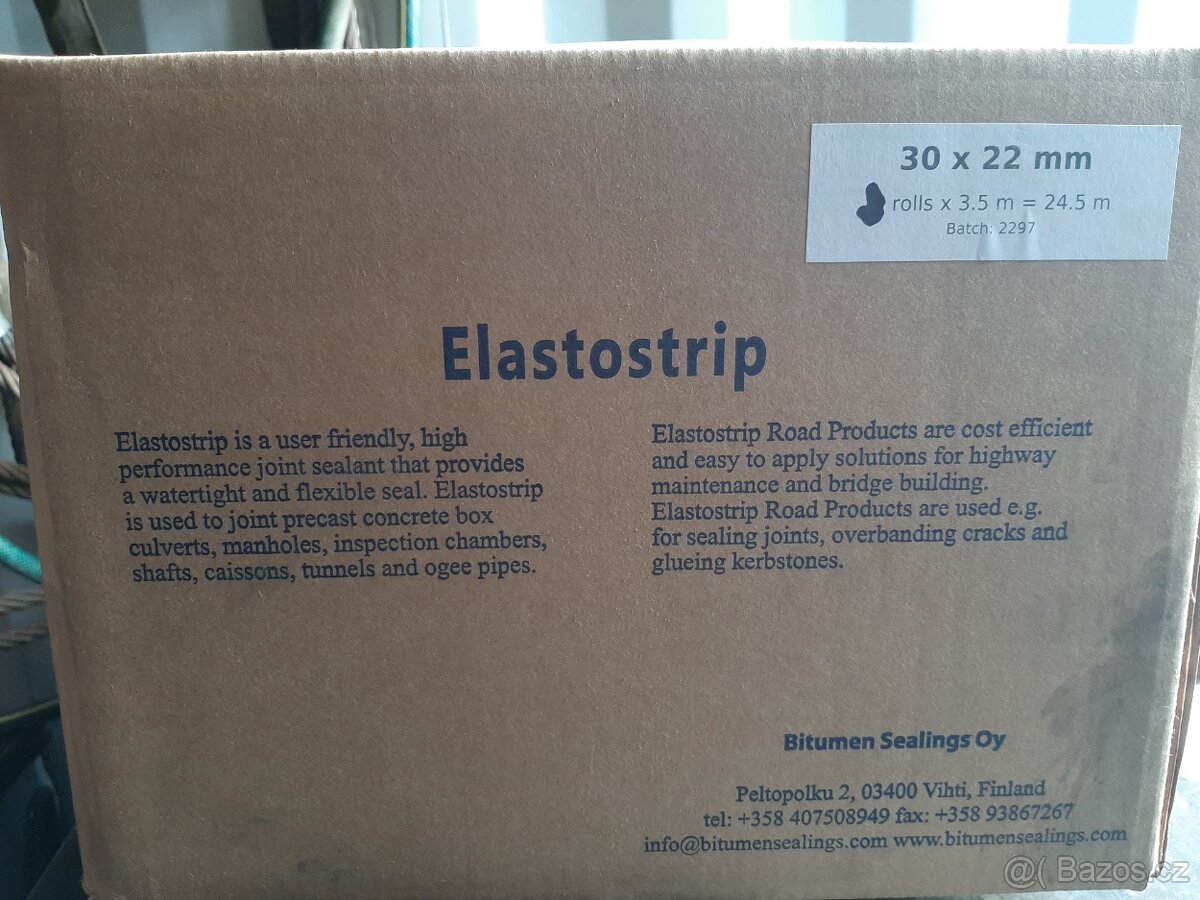 30 x 22 mm
rolls x 3.5 m = 24.5 m
Batch: 2297
Elastostrip
Elastostrip is a user friendly, high
performance joint sealant that provides
a watertight and flexible seal. Elastostrip
is used to joint precast concrete box
culverts, manholes, inspection chambers,
shafts, caissons, tunnels and ogee pipes.
Elastostrip Road Products are cost efficient
and easy to apply solutions for highway
maintenance and bridge building.
Elastostrip Road Products are used e.g.
for sealing joints, overbanding cracks and
glueing kerbstones.
Bitumen Sealings Oy
Peltopolku 2, 03400 Vihti, Finland
tel: +358 407508949 fax: +358 93867267
info@bitumensealings.com www.bitumensealings.com
@( Bazos.cz